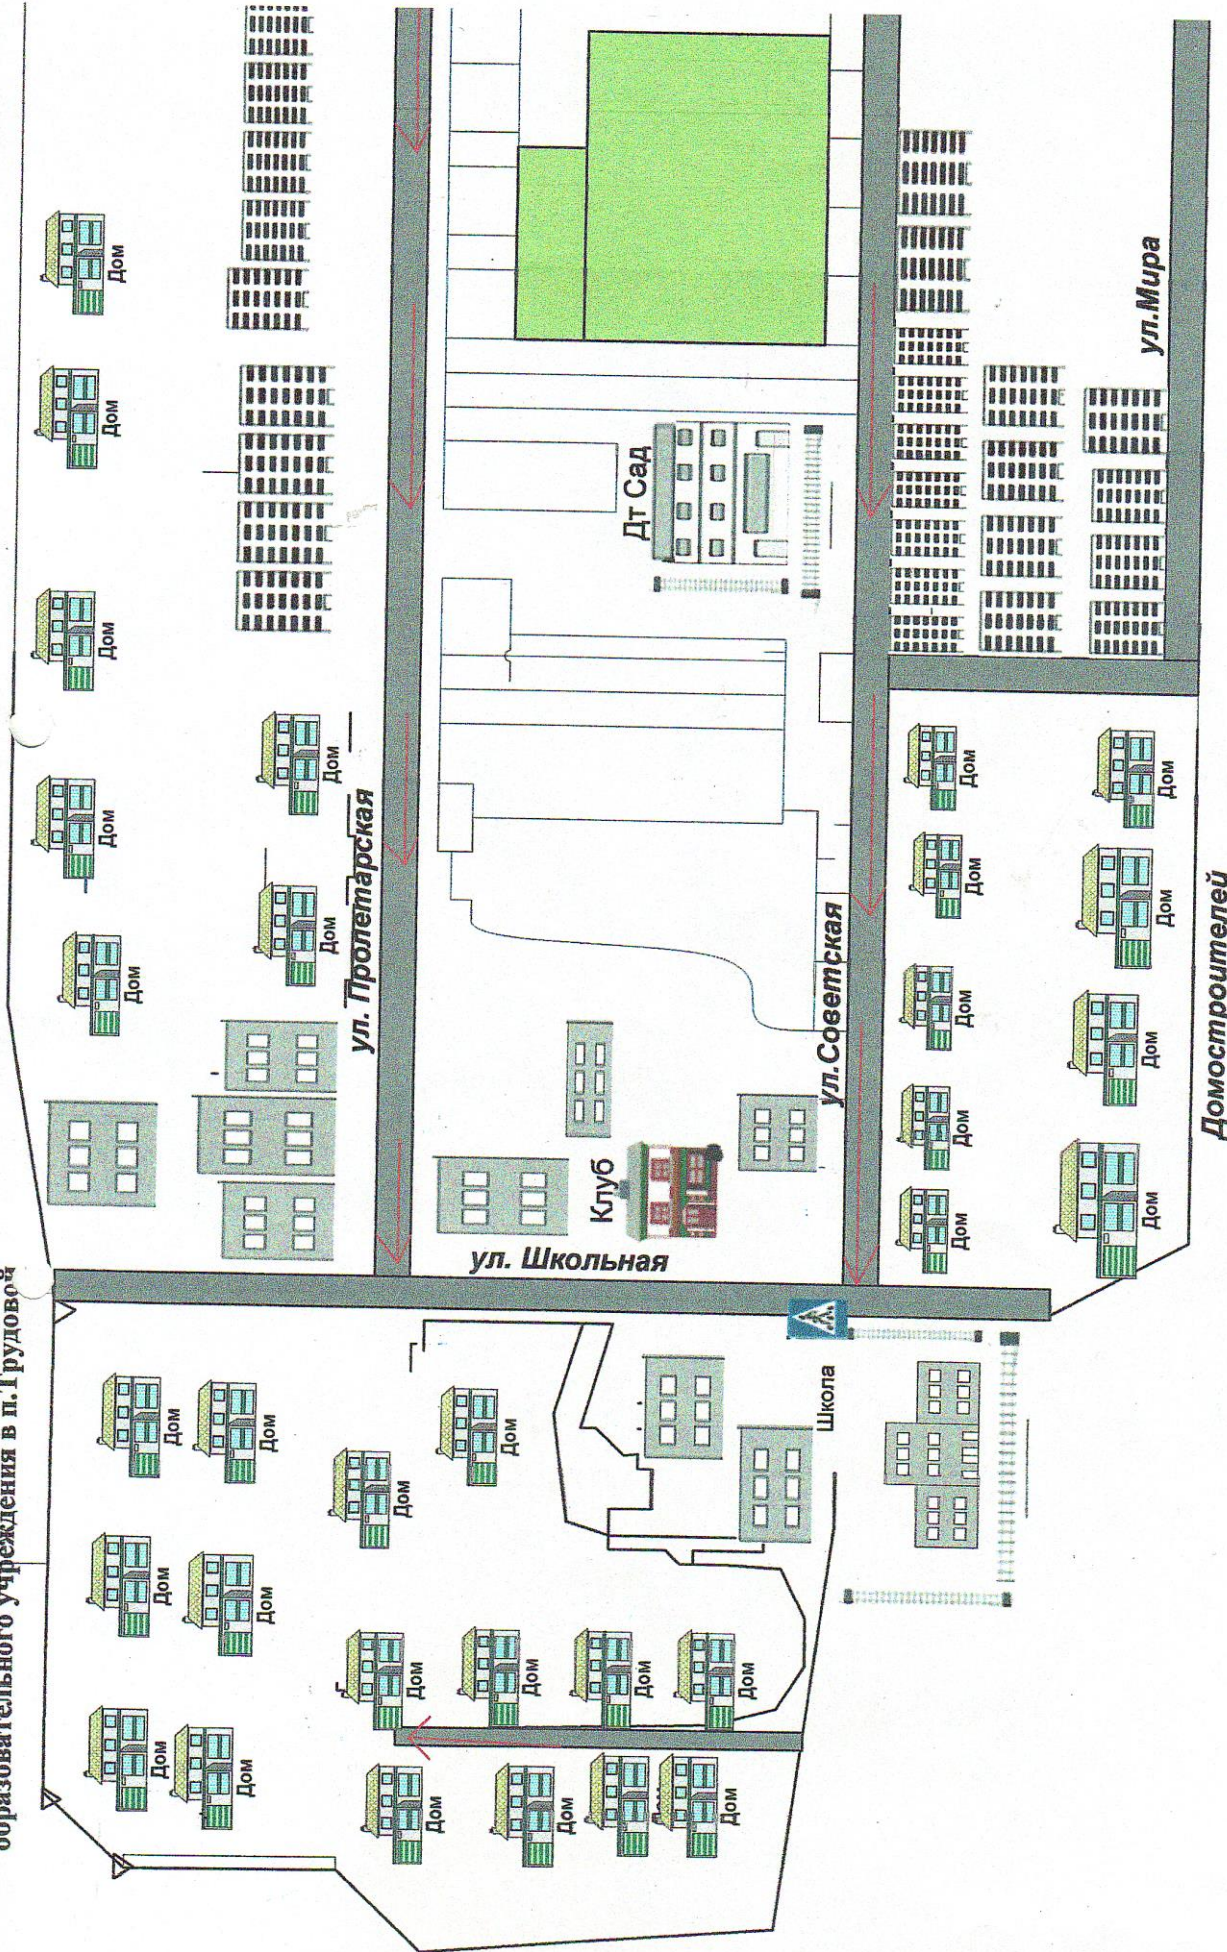 образовательного учреждения в п.Трудовой
Дом
Дом
Дом
Дом
Дом
Дом
Дом
Дом
Дом
Дом
Дом
Дом
Дом
Дом
ул. Пролетарская
Дом
Дом
Дом
Дом
Дом
Дом
Дом
Дом
ул. Школьная
Клуб
Дт Сад
Школа
ул.Советская
Дом
Дом
Дом
Дом
Дом
Дом
Дом
Дом
Дом
ул.Мира
Домостроителей